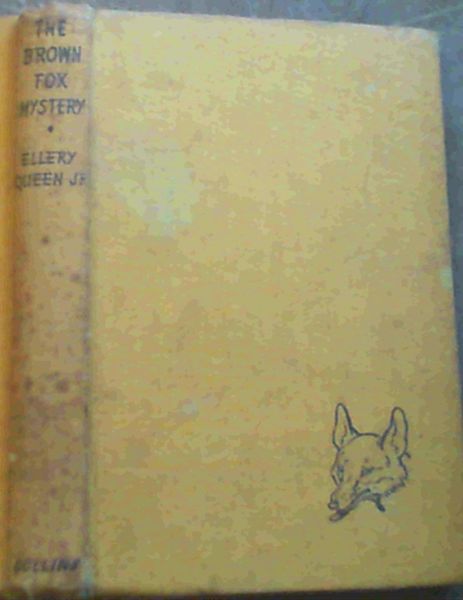 THE
BROWN
FOX
MYSTERY
ELLERY
QUEEN JR
COLLINS